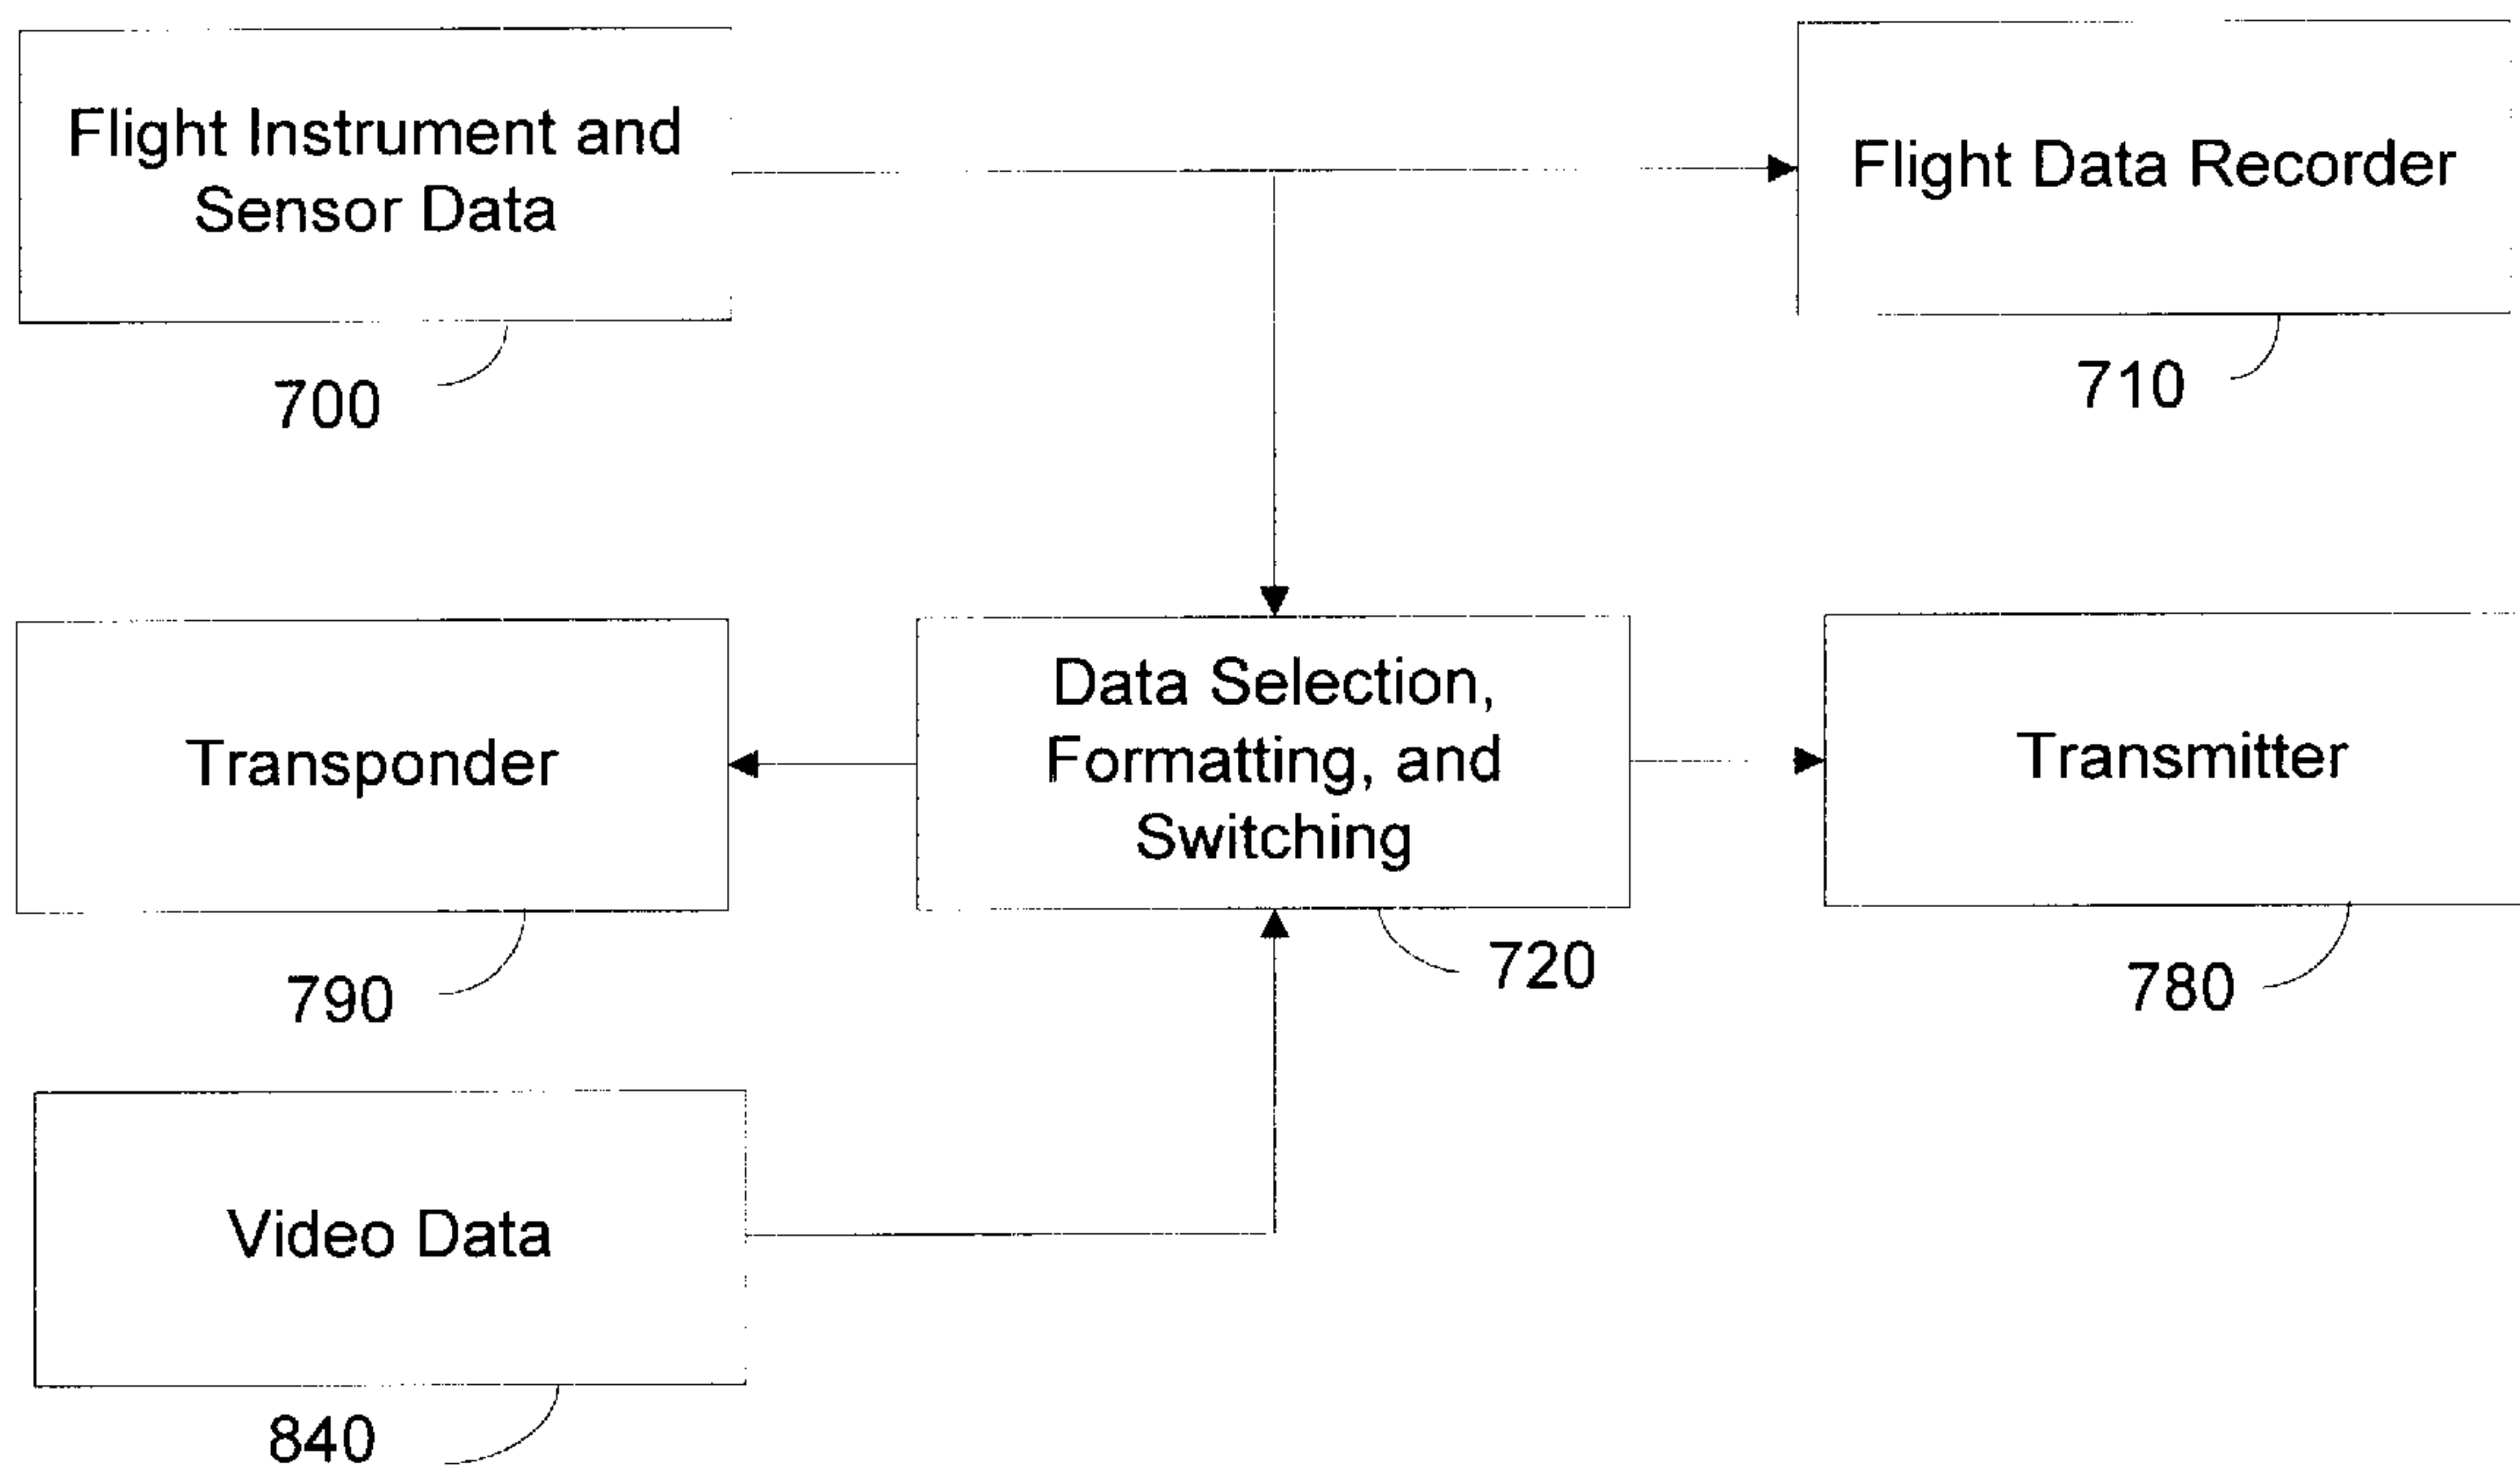 Flight Instrument and
Sensor Data
700
Flight Data Recorder
710
Transponder
790
Data Selection,
Formatting, and
Switching
720
Transmitter
780
Video Data
840